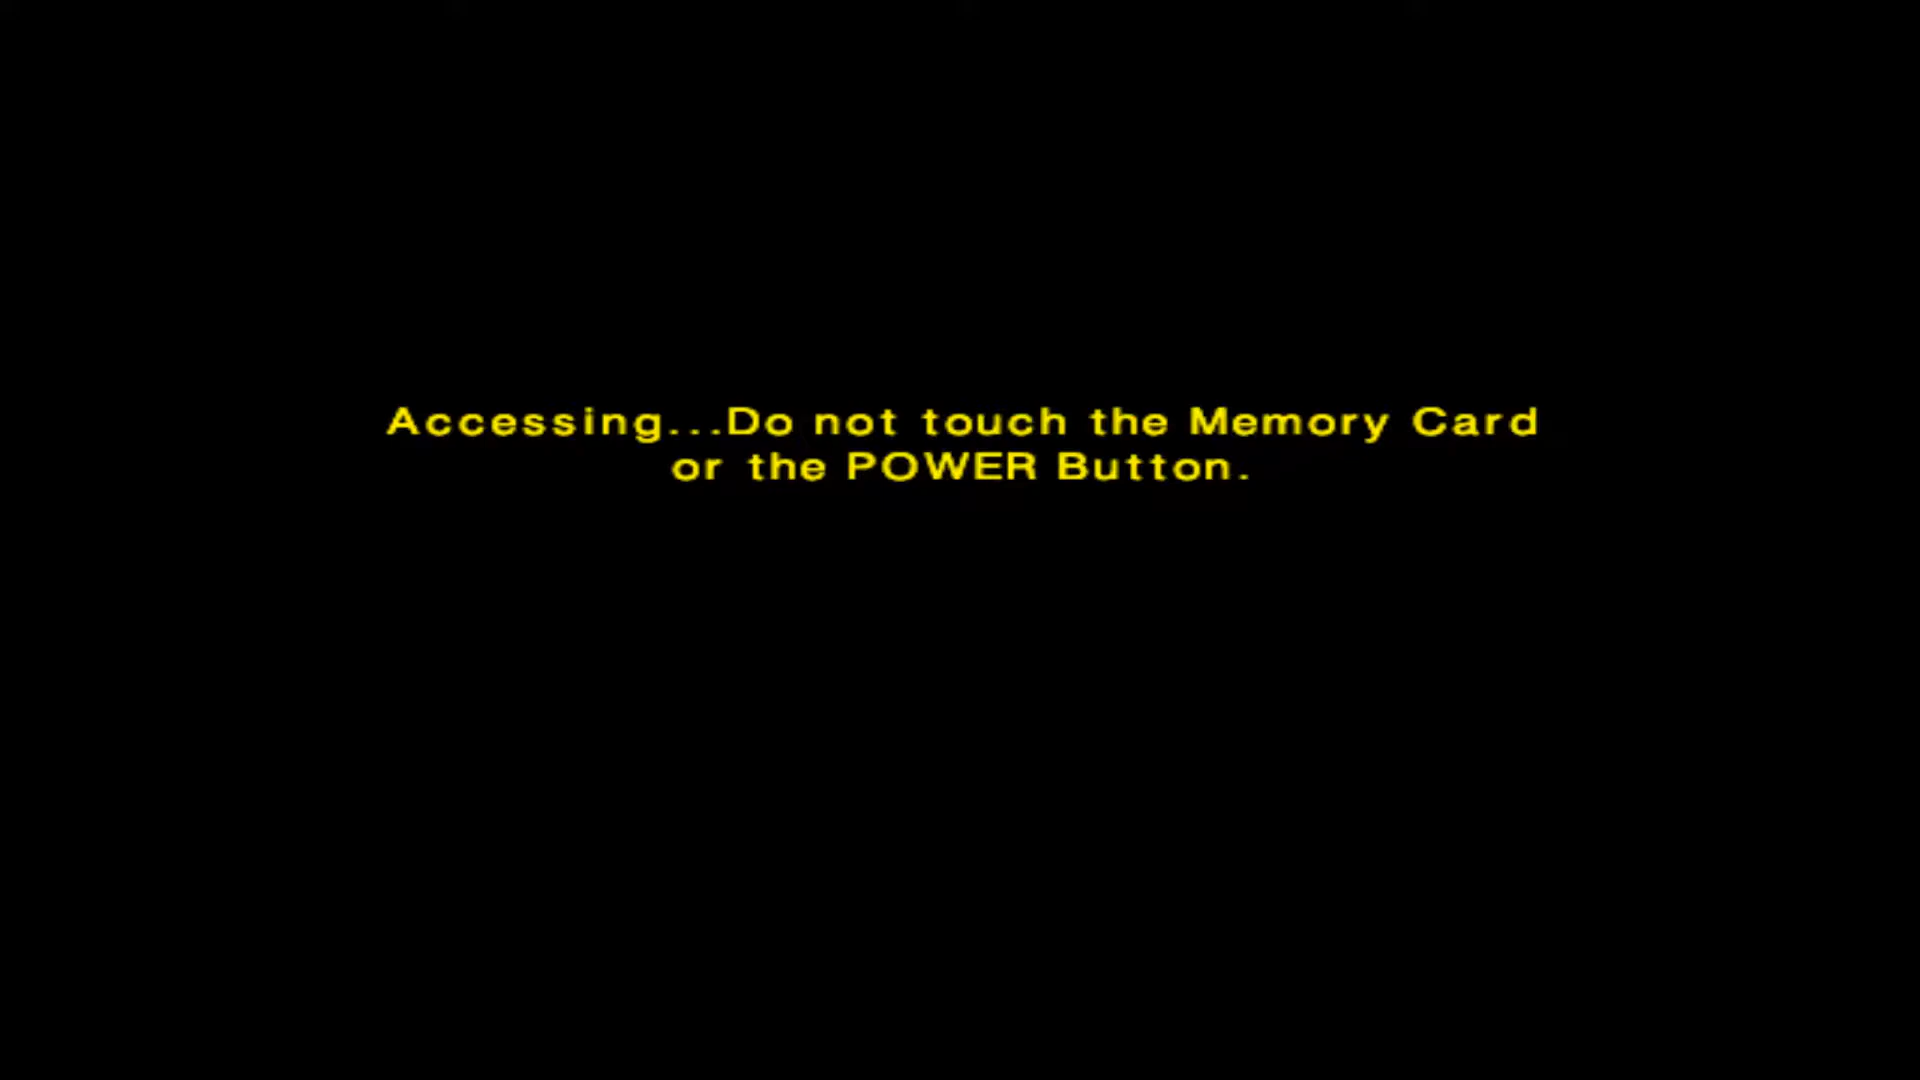 Accessing...Do not touch the Memory Card
or the POWER Button.